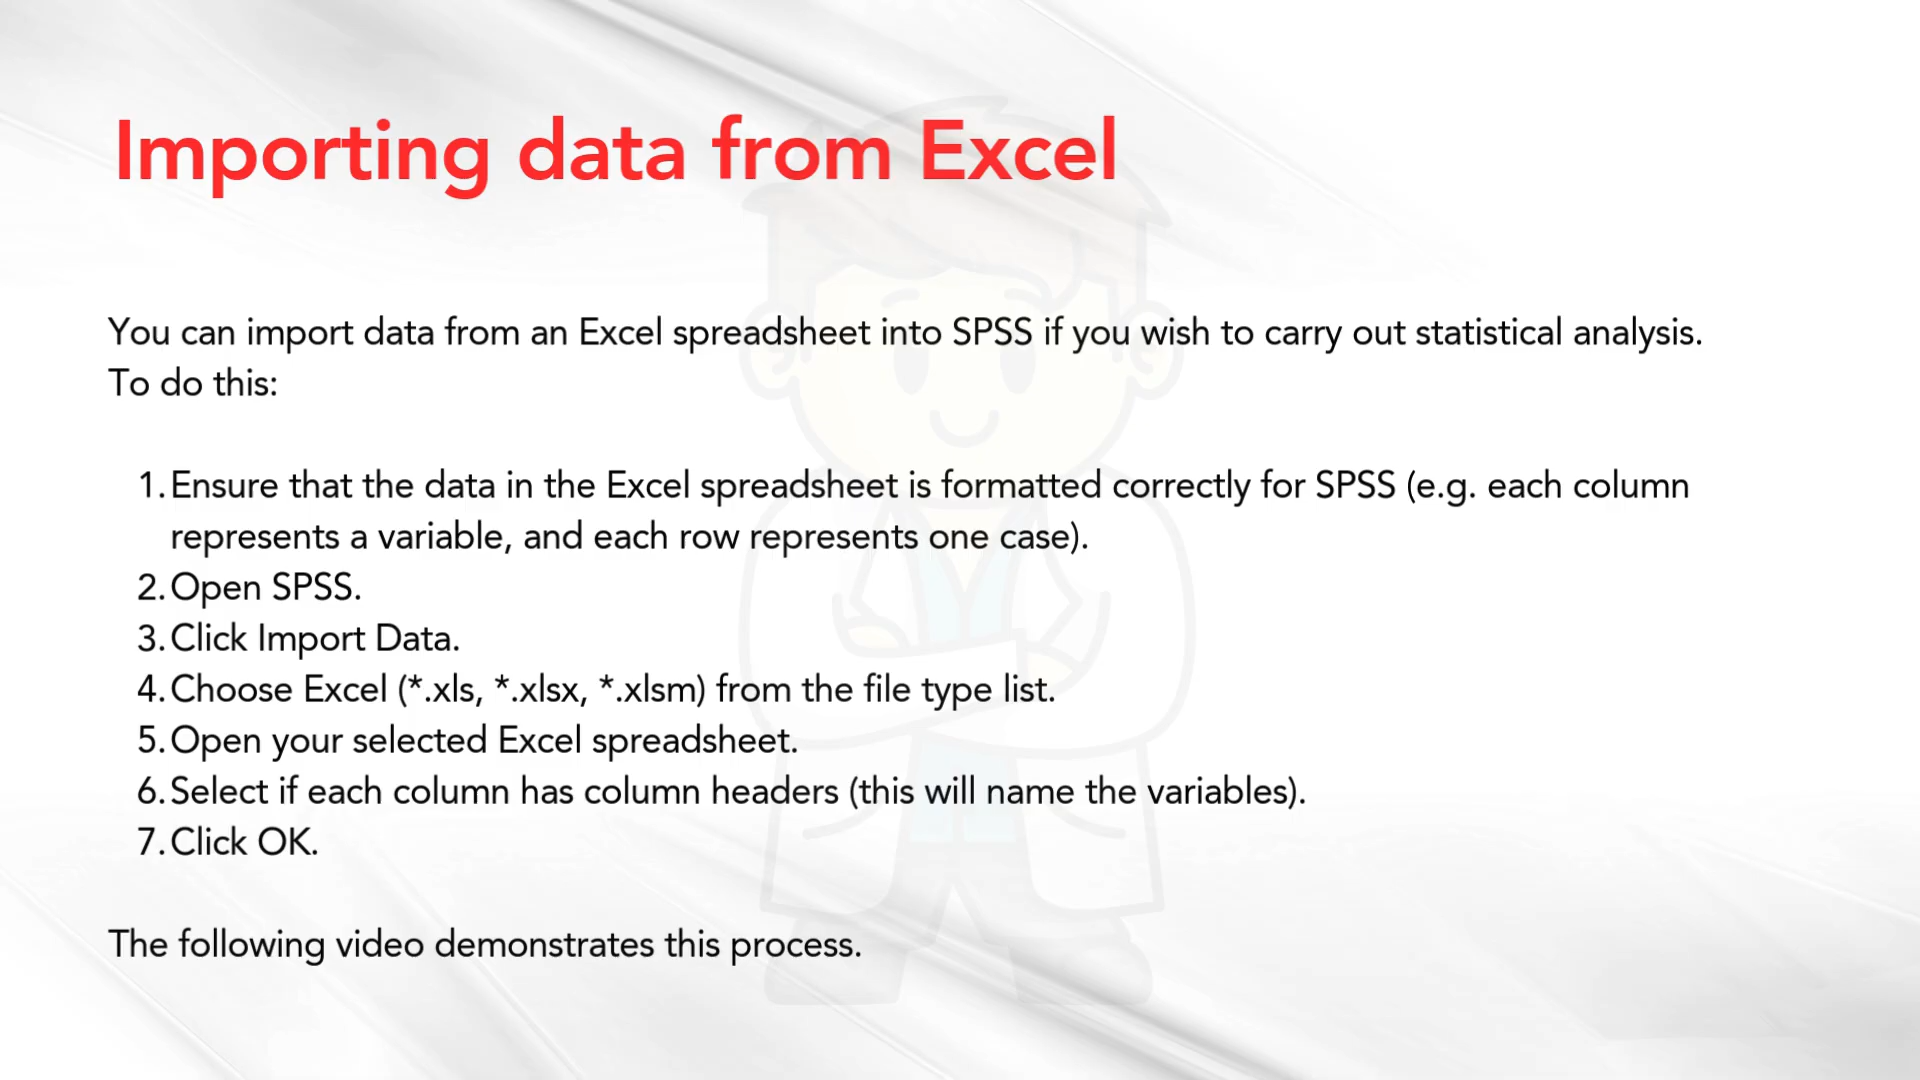 Importing data from Excel
You can import data from an Excel spreadsheet into SPSS if you wish to carry out statistical analysis.
To do this:
1. Ensure that the data in the Excel spreadsheet is formatted correctly for SPSS (e.g. each column
represents a variable, and each row represents one case).
2. Open SPSS.
3. Click Import Data.
4. Choose Excel (*.xls, *.xlsx, *.xlsm) from the file type list.
5. Open your selected Excel spreadsheet.
6. Select if each column has column headers (this will name the variables).
7. Click OK.
The following video demonstrates this process.